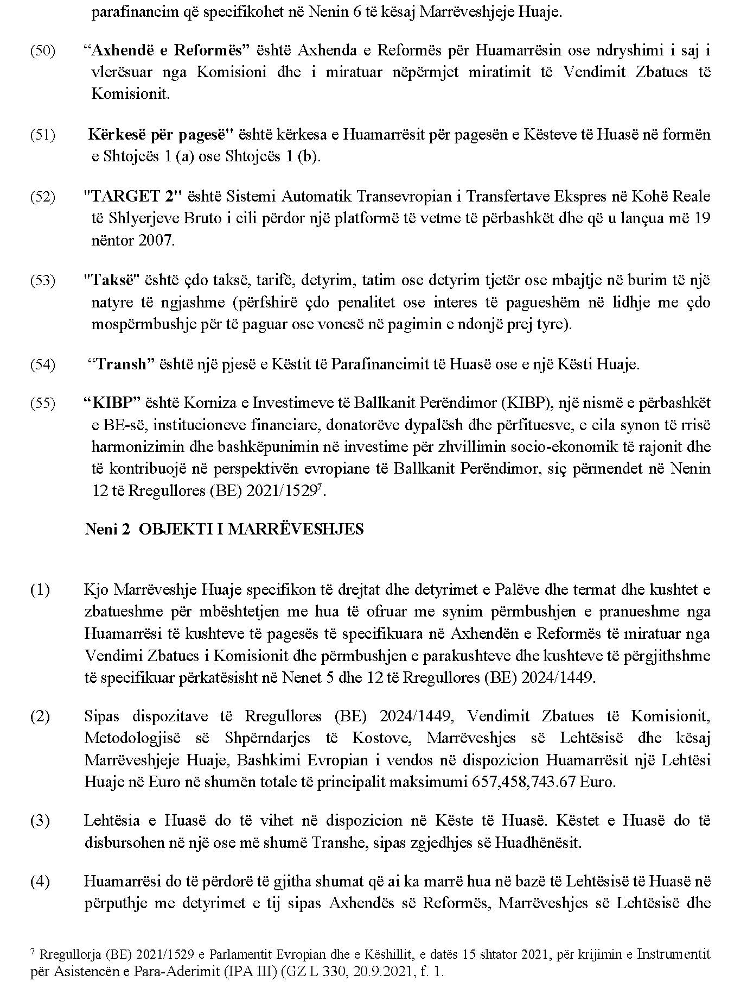 parafinancim që specifikohet në Nenin 6 të kësaj Marrëveshjeje Huaje.
(50) “Axhendë e Reformës” është Axhenda e Reformës për Huamarrësin ose ndryshimi i saj i
vlerësuar nga Komisioni dhe i miratuar nëpërmjet miratimit të Vendimit Zbatues të
Komisionit.
(51) Kërkesë për pagesë" është kërkesa e Huamarrësit për pagesën e Kësteve të Huasë në formën
e Shtojcës 1 (a) ose Shtojcës 1 (b).
(52) "TARGET 2" është Sistemi Automatik Transevropian i Transfertave Ekspres në Kohë Reale
të Shlyerjeve Bruto i cili përdor një platformë të vetme të përbashkët dhe që u lançua më 19
nëntor 2007.
(53) "Taksë" është çdo taksë, tarifë, detyrim, tatim ose detyrim tjetër ose mbajtje në burim të një
natyre të ngjashme (përfshirë çdo penalitet ose interes të pagueshëm në lidhje me çdo
mospërmbushje për të paguar ose vonesë në pagimin e ndonjë prej tyre).
(54) “Transh” është një pjesë e Këstit të Parafinancimit të Huasë ose e një Kësti Huaje.
(55) “KIBP” është Korniza e Investimeve të Ballkanit Perëndimor (KIBP), një nismë e përbashkët
e BE-së, institucioneve financiare, donatorëve dypalësh dhe përfituesve, e cila synon të rrisë
harmonizimin dhe bashkëpunimin në investime për zhvillimin socio-ekonomik të rajonit dhe
të kontribuojë në perspektivën evropiane të Ballkanit Perëndimor, siç përmendet në Nenin
12 të Rregullores (BE) 2021/1529⁷.
Neni 2 OBJEKTI I MARRËVESHJES
(1) Kjo Marrëveshje Huaje specifikon të drejtat dhe detyrimet e Palëve dhe termat dhe kushtet e
zbatueshme për mbështetjen me hua të ofruar me synim përmbushjen e pranueshme nga
Huamarrësi të kushteve të pagesës të specifikuara në Axhendën e Reformës të miratuar nga
Vendimi Zbatues i Komisionit dhe përmbushjen e parakushteve dhe kushteve të përgjithshme
të specifikuar përkatësisht në Nenet 5 dhe 12 të Rregullores (BE) 2024/1449.
(2) Sipas dispozitave të Rregullores (BE) 2024/1449, Vendimit Zbatues të Komisionit,
Metodologjisë së Shpërndarjes të Kostove, Marrëveshjes së Lehtësisë dhe kësaj
Marrëveshjeje Huaje, Bashkimi Evropian i vendos në dispozicion Huamarrësit një Lehtësi
Huaje në Euro në shumën totale të principalit maksimumi 657,458,743.67 Euro.
(3) Lehtësia e Huasë do të vihet në dispozicion në Këste të Huasë. Këstet e Huasë do të
disbursohen në një ose më shumë Transhe, sipas zgjedhjes së Huadhënësit.
(4) Huamarrësi do të përdorë të gjitha shumat që ai ka marrë hua në bazë të Lehtësisë të Huasë në
përputhje me detyrimet e tij sipas Axhendës së Reformës, Marrëveshjes së Lehtësisë dhe
⁷ Rregullorja (BE) 2021/1529 e Parlamentit Evropian dhe e Këshillit, e datës 15 shtator 2021, për krijimin e Instrumentit
për Asistencën e Para-Aderimit (IPA III) (GZ L 330, 20.9.2021, f. 1.